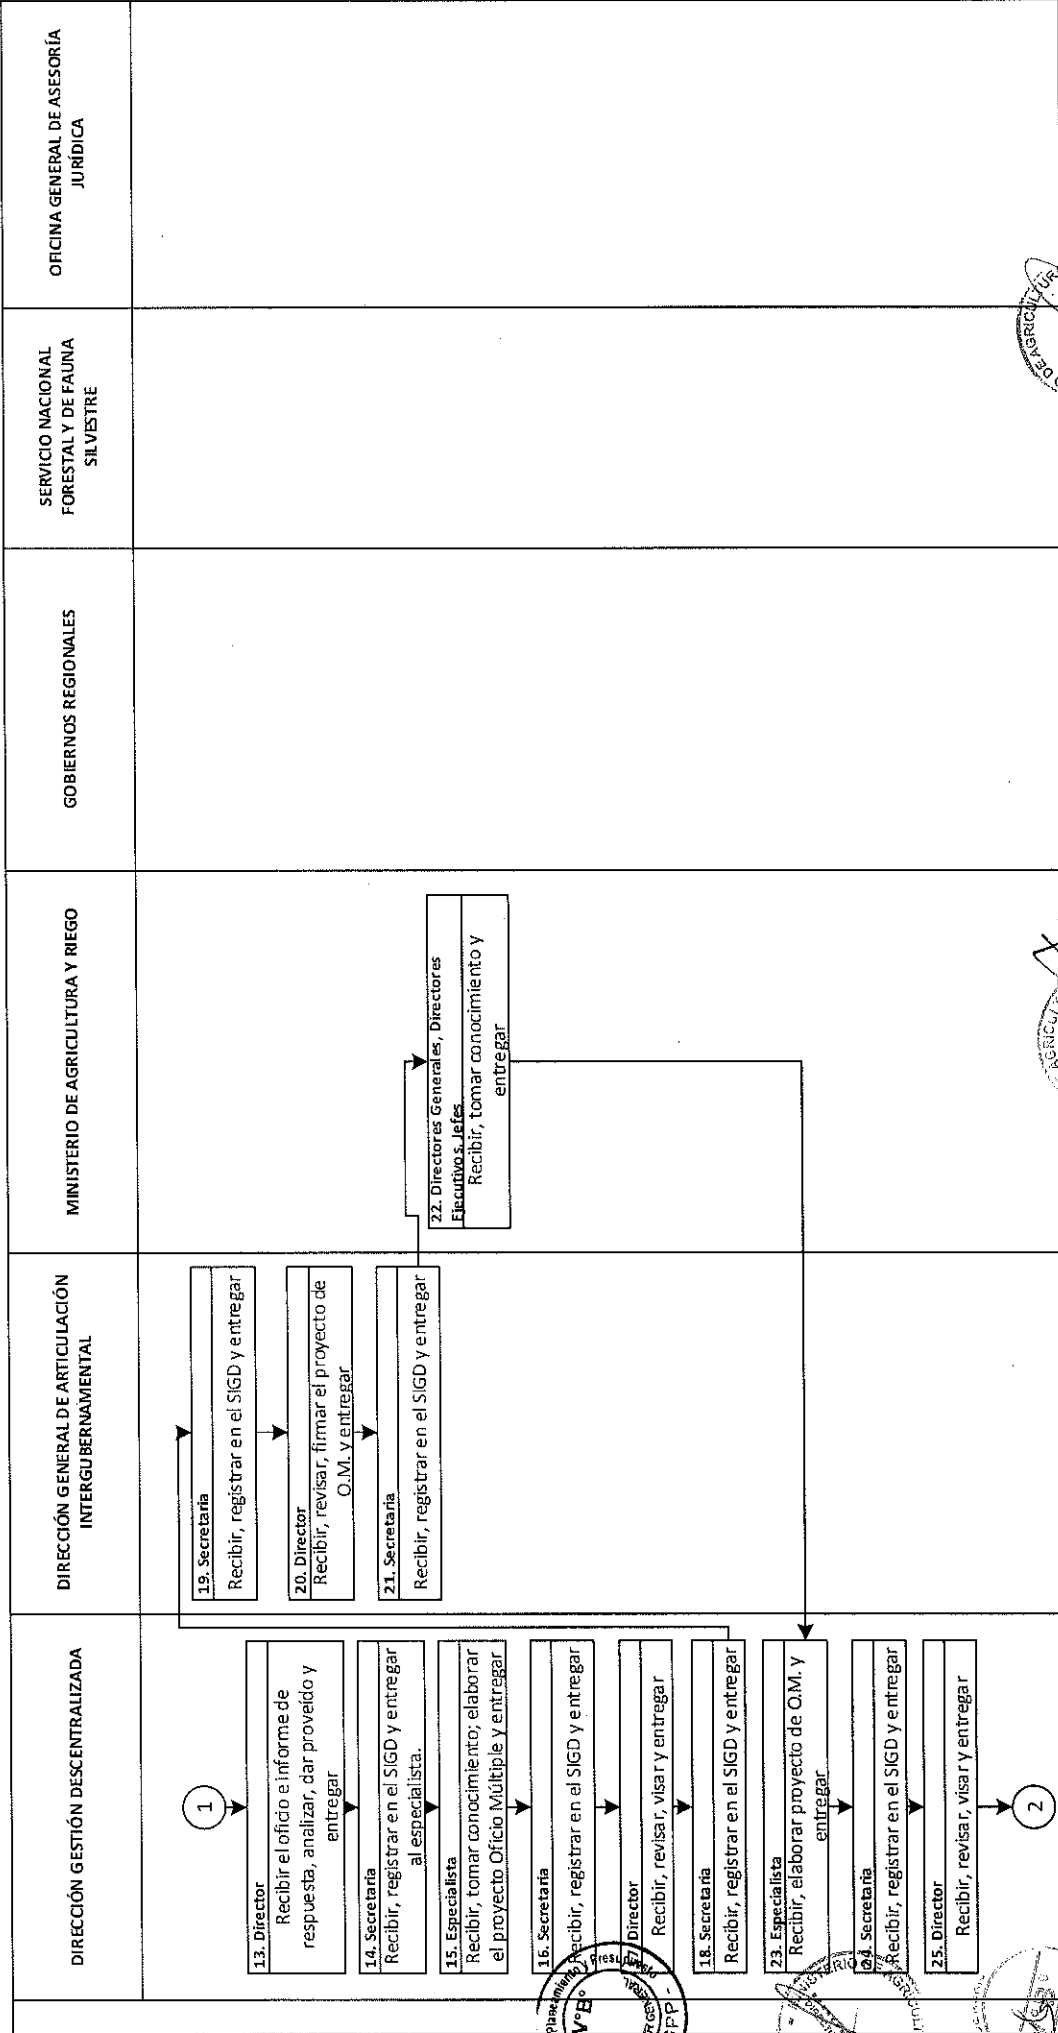 DIRECCIÓN GESTIÓN DESCENTRALIZADA
DIRECCIÓN GENERAL DE ARTICULACIÓN
INTERGUBERNAMENTAL
MINISTERIO DE AGRICULTURA Y RIEGO
GOBIERNOS REGIONALES
SERVICIO NACIONAL
FORESTAL Y DE FAUNA
SILVESTRE
OFICINA GENERAL DE ASESORÍA
JURÍDICA
1
13. Director
Recibir el oficio e informe de
respuesta, analizar, dar proveído y
entregar
14. Secretaria
Recibir, registrar en el SIGD y entregar
al especialista.
15. Especialista
Recibir, tomar conocimiento; elaborar
el proyecto Oficio Múltiple y entregar
16. Secretaria
Recibir, registrar en el SIGD y entregar
Director
Recibir, revisar, visar y entregar
18. Secretaria
Recibir, registrar en el SIGD y entregar
19. Secretaria
Recibir, registrar en el SIGD y entregar
20. Director
Recibir, revisar, firmar el proyecto de
O.M. y entregar
21. Secretaria
Recibir, registrar en el SIGD y entregar
22. Directores Generales, Directores
Ejecutivos, Jefes
Recibir, tomar conocimiento y
entregar
23. Especialista
Recibir, elaborar proyecto de O.M. y
entregar
24. Secretaria
Recibir, registrar en el SIGD y entregar
25. Director
Recibir, revisar, visar y entregar
2
Planeamiento y Presupuesto
V°B°
DE AGRICULTUR